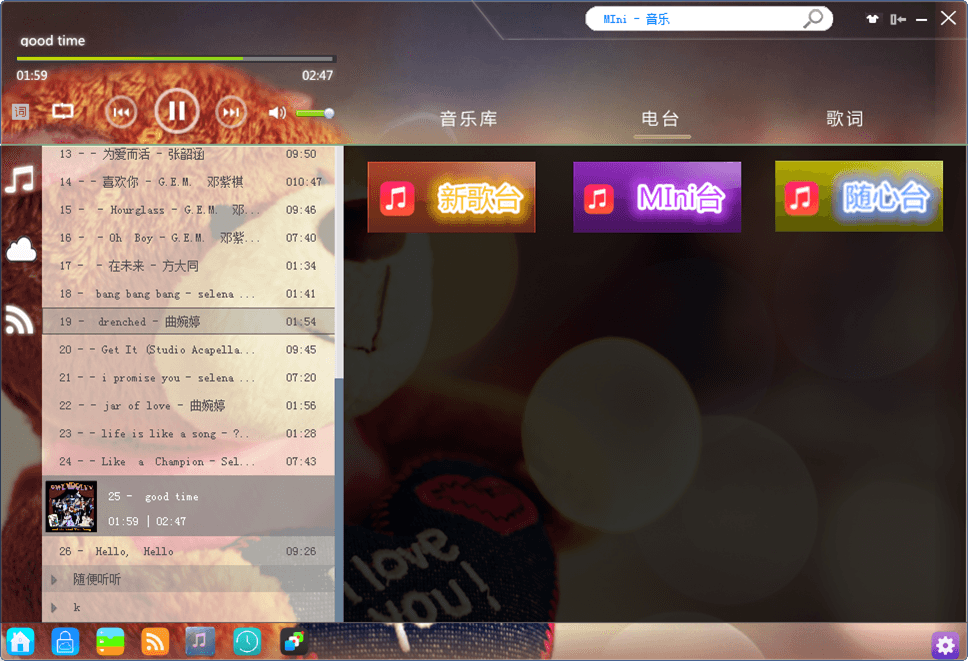 MIni - 音乐
good time
01:59 02:47
词
音乐库 电台 歌词
13 - - 为爱而活 - 张韶涵 09:50
14 - - 喜欢你 - G.E.M. 邓紫棋 010:47
15 - - Hourglass - G.E.M. 邓... 09:46
16 - - Oh Boy - G.E.M. 邓紫... 07:40
17 - - 在未来 - 方大同 01:34
18 - bang bang bang - selena ... 01:41
19 - drenched - 曲婉婷 01:54
20 - - Get It (Studio Acapella... 09:45
21 - - i promise you - selena ... 07:20
22 - - jar of love - 曲婉婷 01:56
23 - - life is like a song - ?.. 01:28
24 - - Like a Champion - Sel... 07:43
25 - good time
01:59 | 02:47
26 - Hello, Hello 09:26
随便听听
k
新歌台 MIni台 随心台
I love
you!